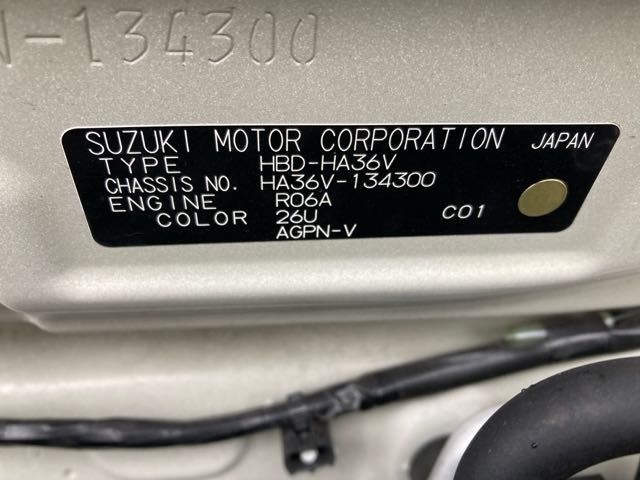 N-134300
SUZUKI MOTOR CORPORATION JAPAN
TYPE HBD-HA36V
CHASSIS NO. HA36V-134300
ENGINE R06A
COLOR 26U C01
AGPN-V